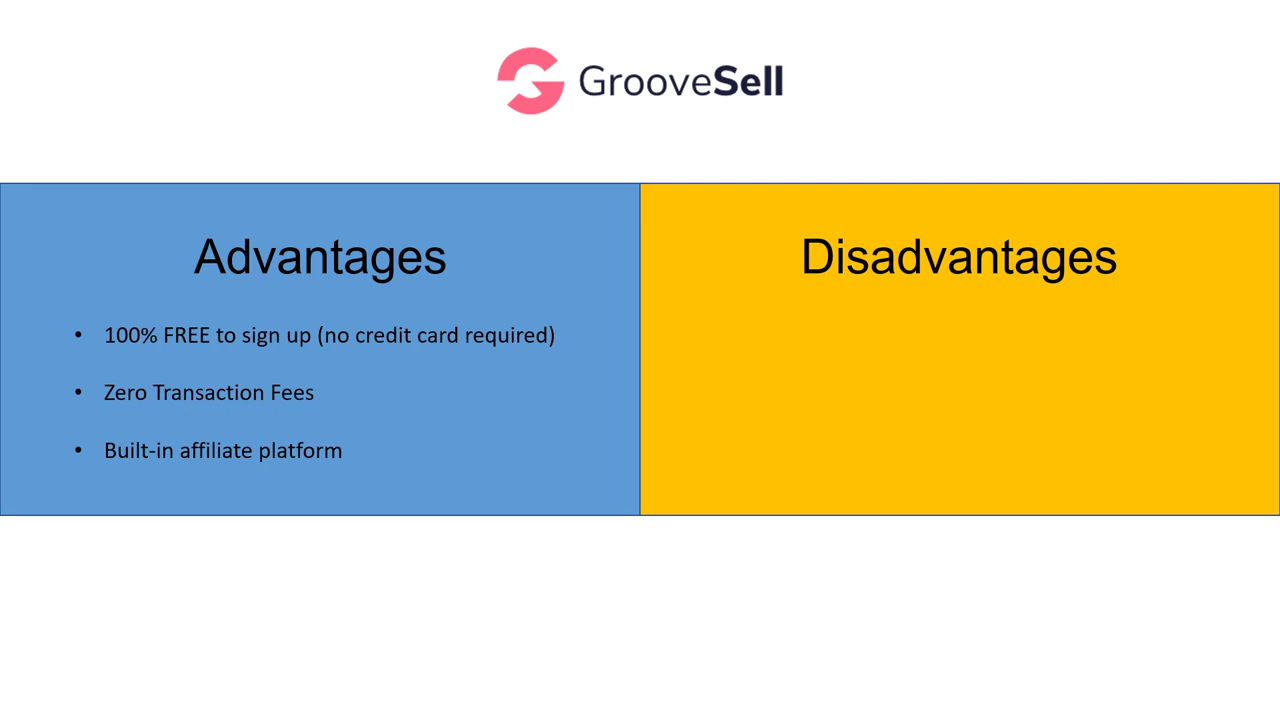 GrooveSell
Advantages
• 100% FREE to sign up (no credit card required)
• Zero Transaction Fees
• Built-in affiliate platform
Disadvantages